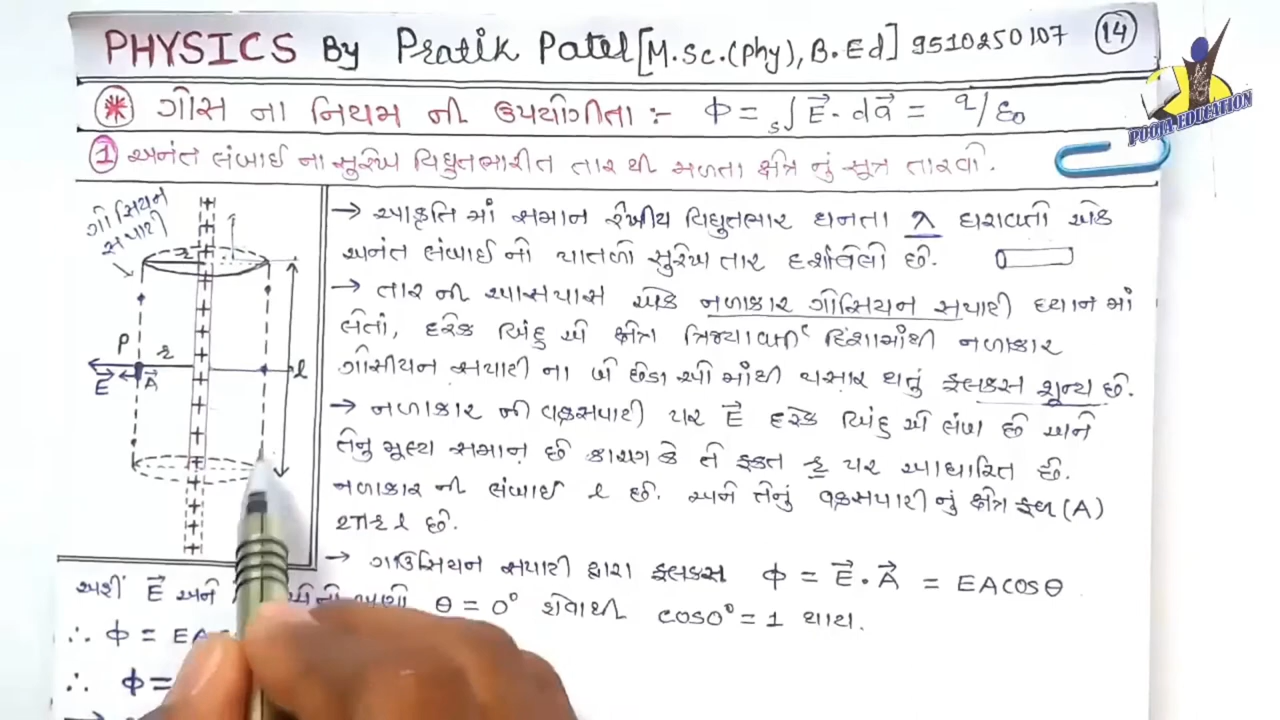 PHYSICS By Pratik Patel [M.Sc.(Phy), B.Ed] 9510250107 14
POOJA EDUCATION
* ગૌસ ના નિયમ ની ઉપયોગીતા :- Φ = ₛ∫ E⃗ · da⃗ = q/ε₀
1 અનંત લંબાઈ ના સુરેખ વિદ્યુતભારીત તાર થી મળતા ક્ષેત્ર નું સૂત્ર તારવો.
ગૌસિયન
સપાટી
r
P r l
E⃗ A⃗
→ આકૃતિ માં સમાન રેખીય વિદ્યુતભાર ઘનતા λ ધરાવતો એક
અનંત લંબાઈ નો પાતળો સુરેખ તાર દર્શાવેલો છે.
→ તાર ની આસપાસ એક નળાકાર ગૌસિયન સપાટી ધ્યાન માં
લેતાં, દરેક બિંદુ એ ક્ષેત્ર ત્રિજ્યાવર્તી દિશામાંથી નળાકાર
ગૌસીયન સપાટી ના બે છેડા ઓ માંથી પસાર થતું ફ્લક્સ શૂન્ય છે.
→ નળાકાર ની વક્રસપાટી પર E⃗ દરેક બિંદુ એ લંબ છે અને
તેનુ મૂલ્ય સમાન છે કારણ કે તે ફક્ત r પર આધારિત છે.
નળાકાર ની લંબાઈ l છે. અને તેનું વક્રસપાટી નું ક્ષેત્રફળ (A)
2πrl છે.
→ ગાઉસિયન સપાટી દ્વારા ફ્લક્સ Φ = E⃗ · A⃗ = EAcosθ
અહીં E⃗ અને θ = 0° હોવાથી cos0° = 1 થાય.
∴ Φ = EA
∴ Φ =